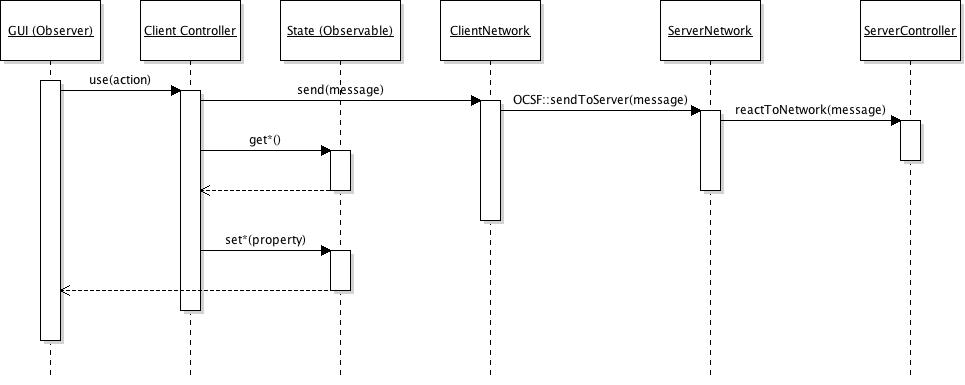 GUI (Observer)
Client Controller
State (Observable)
ClientNetwork
ServerNetwork
ServerController
use(action)
send(message)
OCSF::sendToServer(message)
reactToNetwork(message)
get*()
set*(property)